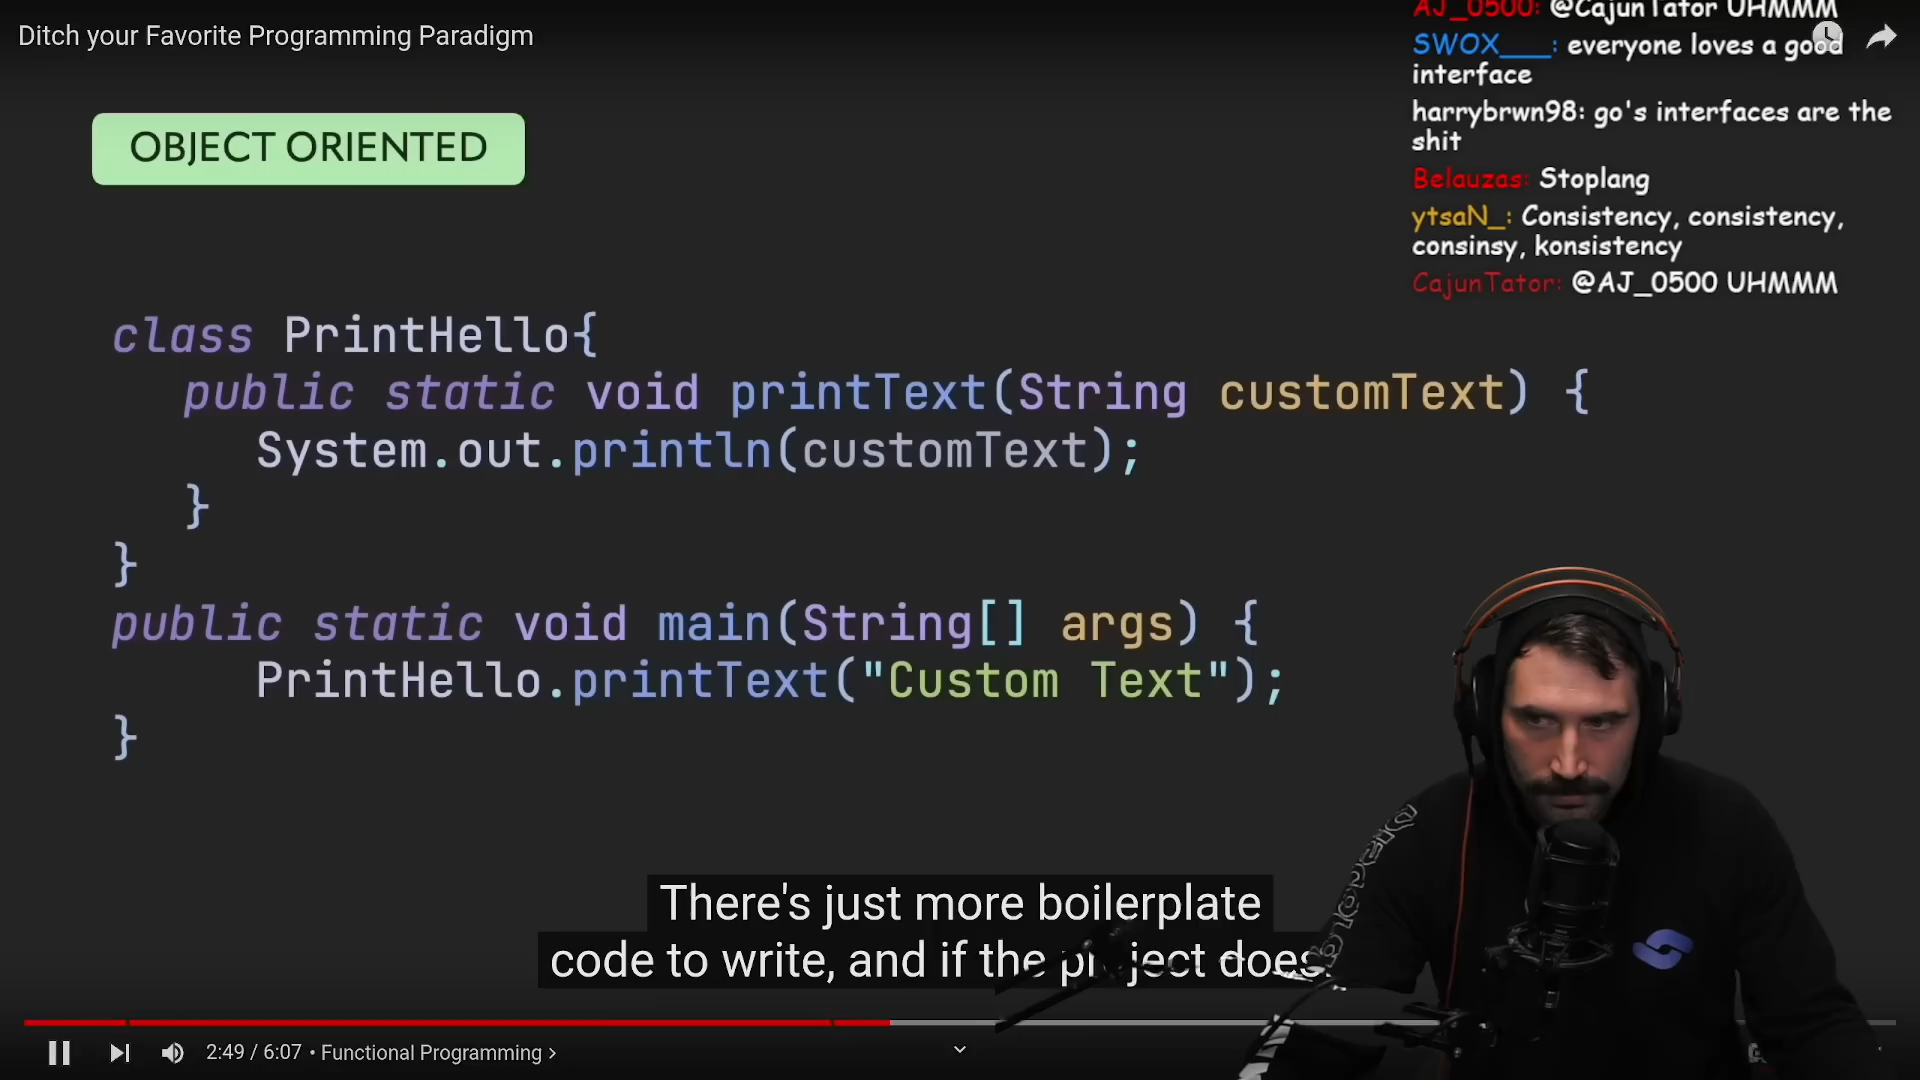 Ditch your Favorite Programming Paradigm
AJ_0500: @CajunTator UHMMM
SWOX___: everyone loves a good
interface
harrybrwn98: go's interfaces are the
shit
Belauzas: Stoplang
ytsaN_: Consistency, consistency,
consinsy, konsistency
CajunTator: @AJ_0500 UHMMM
OBJECT ORIENTED
class PrintHello{
public static void printText(String customText) {
System.out.println(customText);
}
}
public static void main(String[] args) {
PrintHello.printText("Custom Text");
}
There's just more boilerplate
code to write, and if the project does
2:49 / 6:07 • Functional Programming >